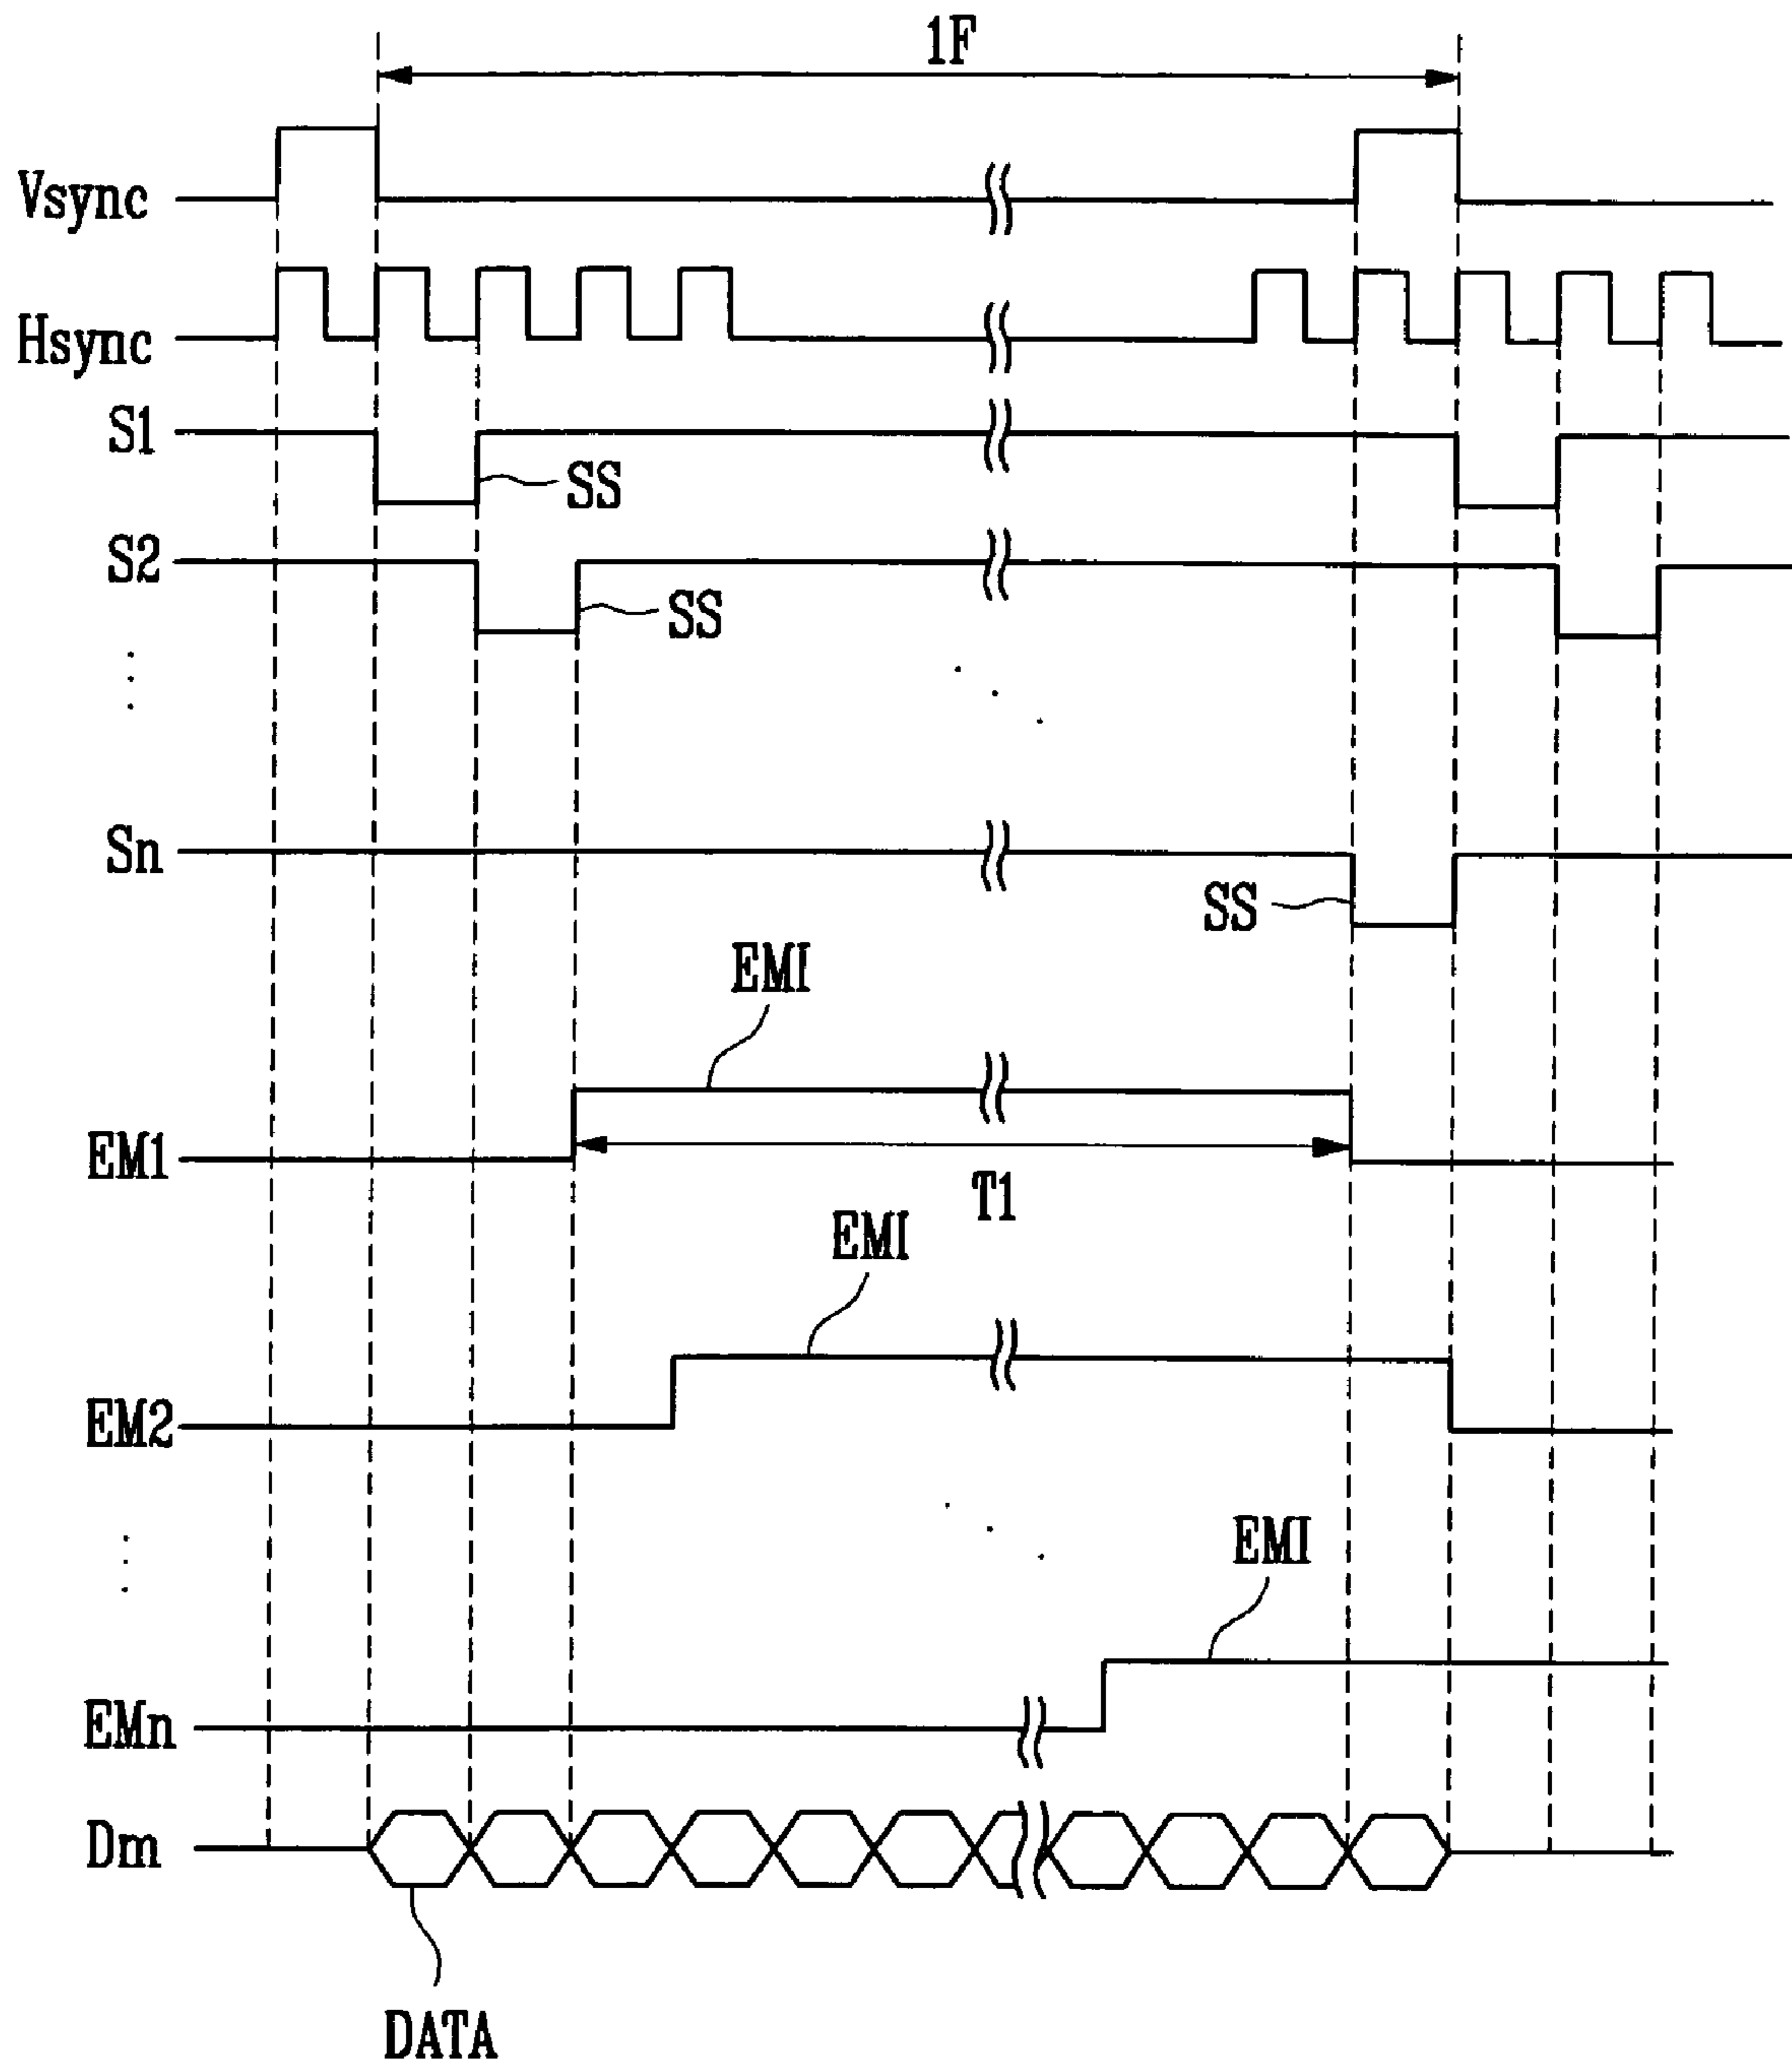 1F
Vsync
Hsync
S1
SS
S2
SS
Sn
SS
EMI
EM1
T1
EMI
EM2
EMI
EMn
Dm
DATA